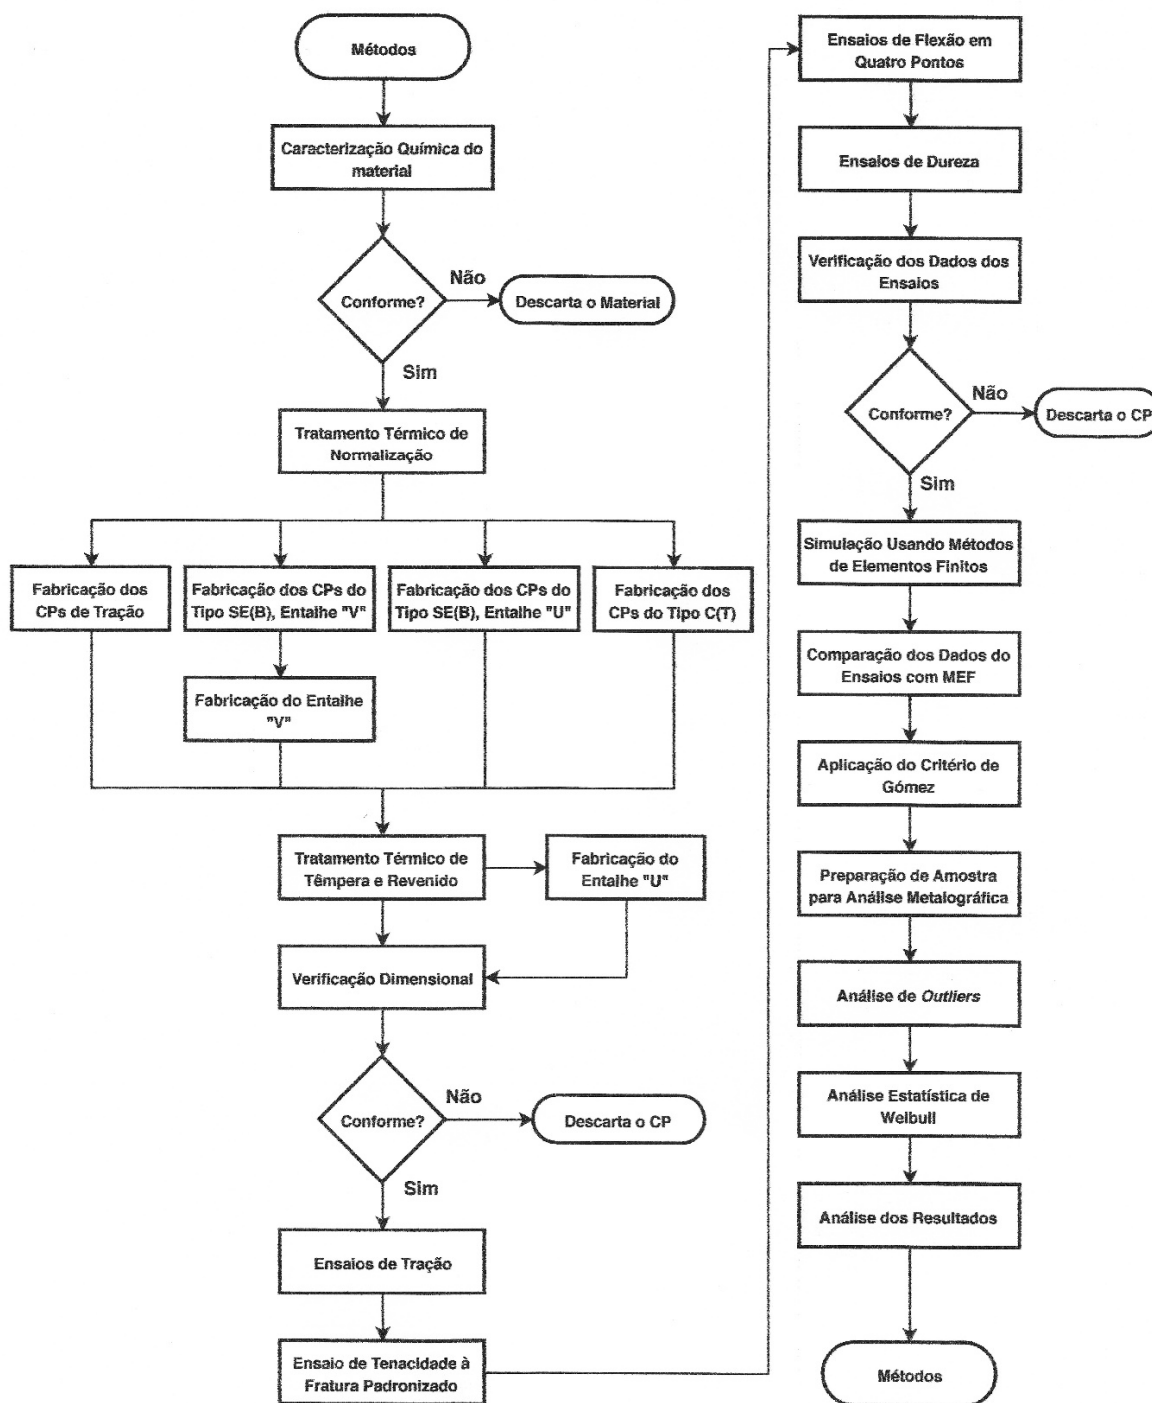 Métodos
Caracterização Química do
material
Conforme?
Não
Descarta o Material
Sim
Tratamento Térmico de
Normalização
Fabricação dos
CPs de Tração
Fabricação dos CPs do
Tipo SE(B), Entalhe "V"
Fabricação dos CPs do
Tipo SE(B), Entalhe "U"
Fabricação dos
CPs do Tipo C(T)
Fabricação do Entalhe
"V"
Tratamento Térmico de
Têmpera e Revenido
Fabricação do
Entalhe "U"
Verificação Dimensional
Conforme?
Não
Descarta o CP
Sim
Ensaios de Tração
Ensaio de Tenacidade à
Fratura Padronizado
Ensaios de Flexão em
Quatro Pontos
Ensaios de Dureza
Verificação dos Dados dos
Ensaios
Conforme?
Não
Descarta o CP
Sim
Simulação Usando Métodos
de Elementos Finitos
Comparação dos Dados do
Ensaios com MEF
Aplicação do Critério de
Gómez
Preparação de Amostra
para Análise Metalográfica
Análise de Outliers
Análise Estatística de
Weibull
Análise dos Resultados
Métodos